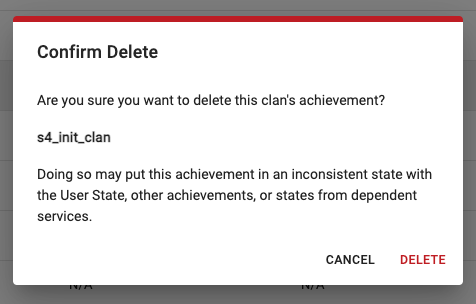 Confirm Delete
Are you sure you want to delete this clan's achievement?
s4_init_clan
Doing so may put this achievement in an inconsistent state with
the User State, other achievements, or states from dependent
services.
CANCEL DELETE
N/A N/A